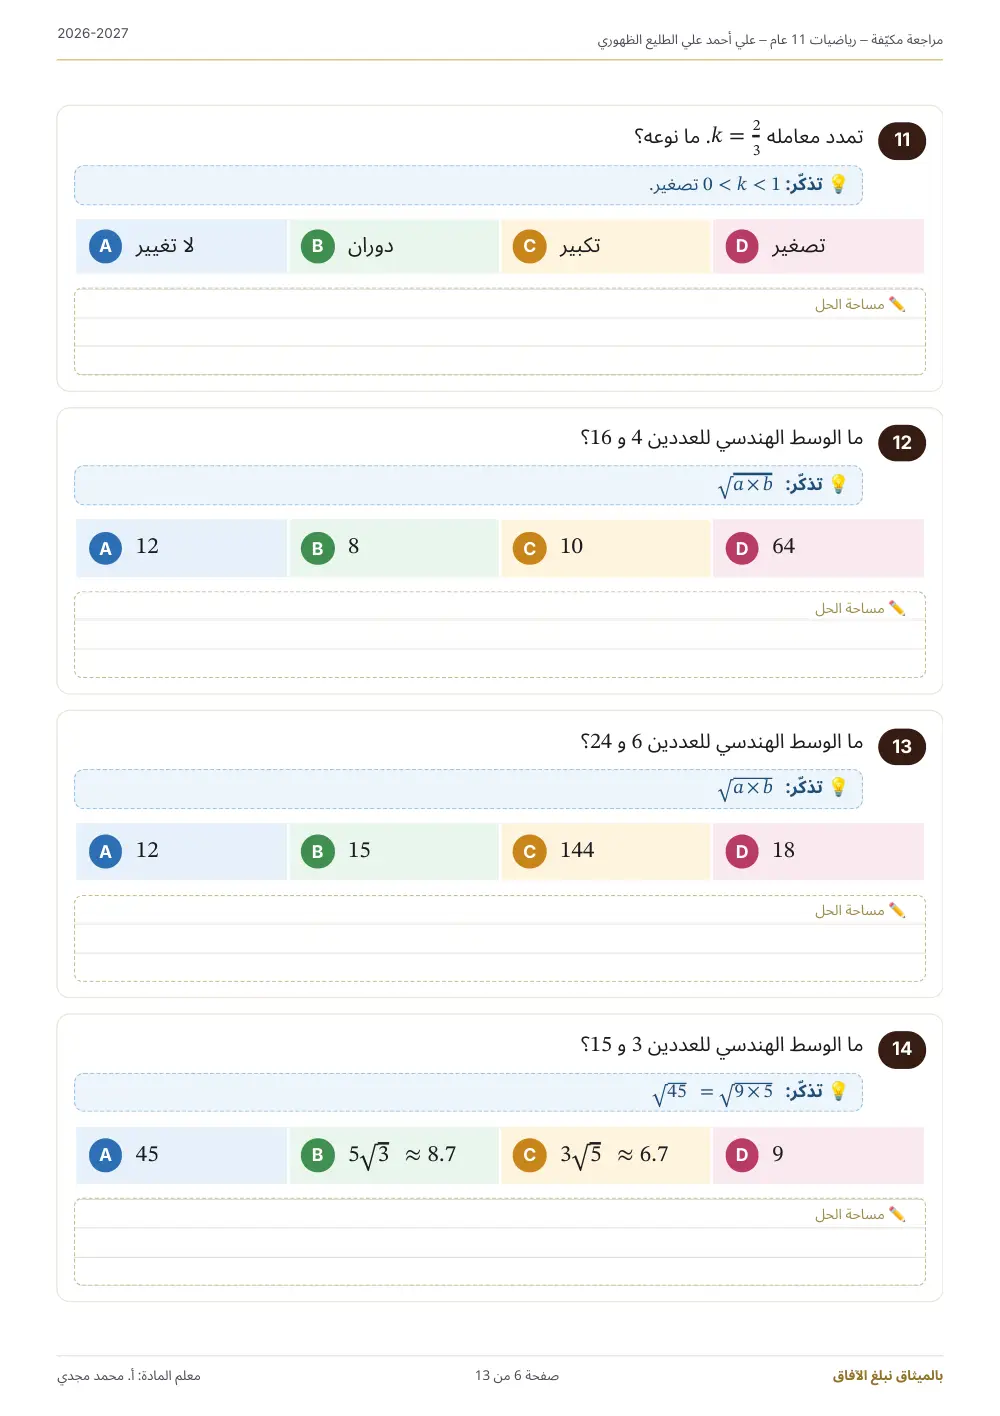 مراجعة مكيّفة – رياضيات 11 عام – علي أحمد علي الطليع الظهوري
2026-2027
11
تمدد معامله k = 2/3. ما نوعه؟
💡 تذكّر: 0 < k < 1 تصغير.
A لا تغيير
B دوران
C تكبير
D تصغير
✏️ مساحة الحل
12
ما الوسط الهندسي للعددين 4 و 16؟
💡 تذكّر: √(a × b)
A 12
B 8
C 10
D 64
✏️ مساحة الحل
13
ما الوسط الهندسي للعددين 6 و 24؟
💡 تذكّر: √(a × b)
A 12
B 15
C 144
D 18
✏️ مساحة الحل
14
ما الوسط الهندسي للعددين 3 و 15؟
💡 تذكّر: √45 = √(9 × 5)
A 45
B 5√3 ≈ 8.7
C 3√5 ≈ 6.7
D 9
✏️ مساحة الحل
بالميثاق نبلغ الآفاق
صفحة 6 من 13
معلم المادة: أ. محمد مجدي